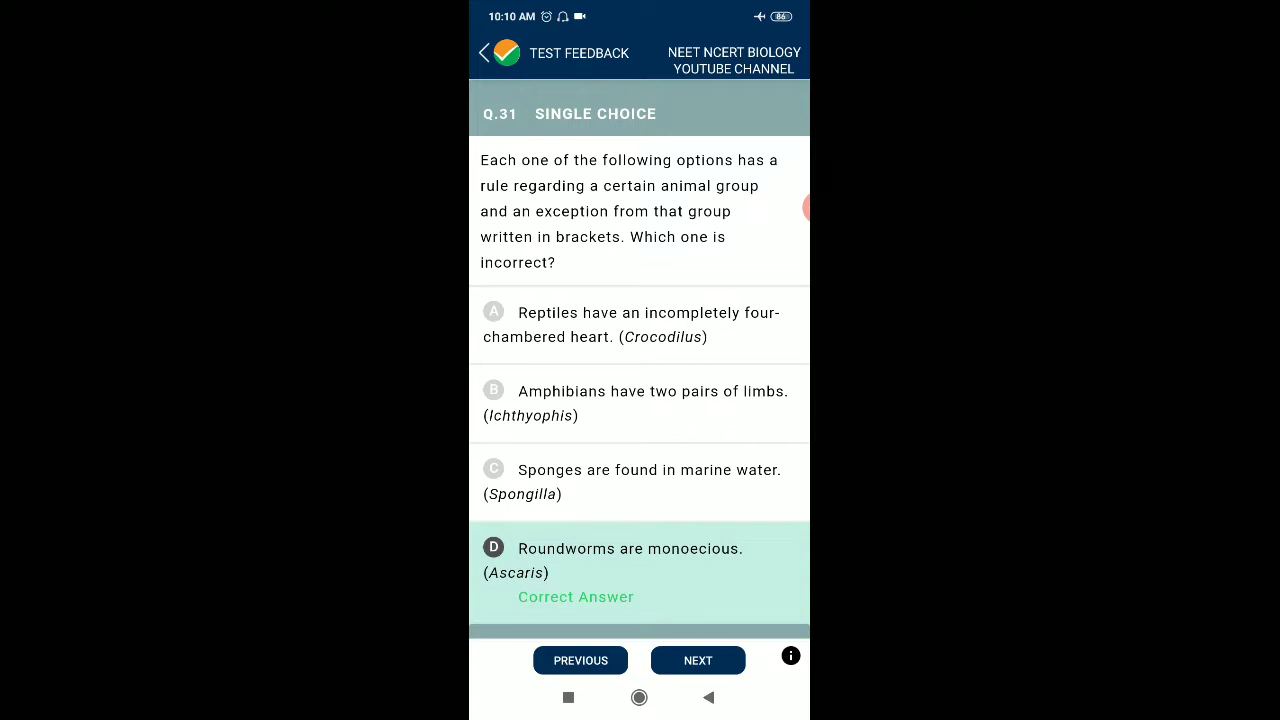 10:10 AM
86
TEST FEEDBACK
NEET NCERT BIOLOGY
YOUTUBE CHANNEL
Q.31 SINGLE CHOICE
Each one of the following options has a
rule regarding a certain animal group
and an exception from that group
written in brackets. Which one is
incorrect?
A Reptiles have an incompletely four-
chambered heart. (Crocodilus)
B Amphibians have two pairs of limbs.
(Ichthyophis)
C Sponges are found in marine water.
(Spongilla)
D Roundworms are monoecious.
(Ascaris)
Correct Answer
PREVIOUS
NEXT